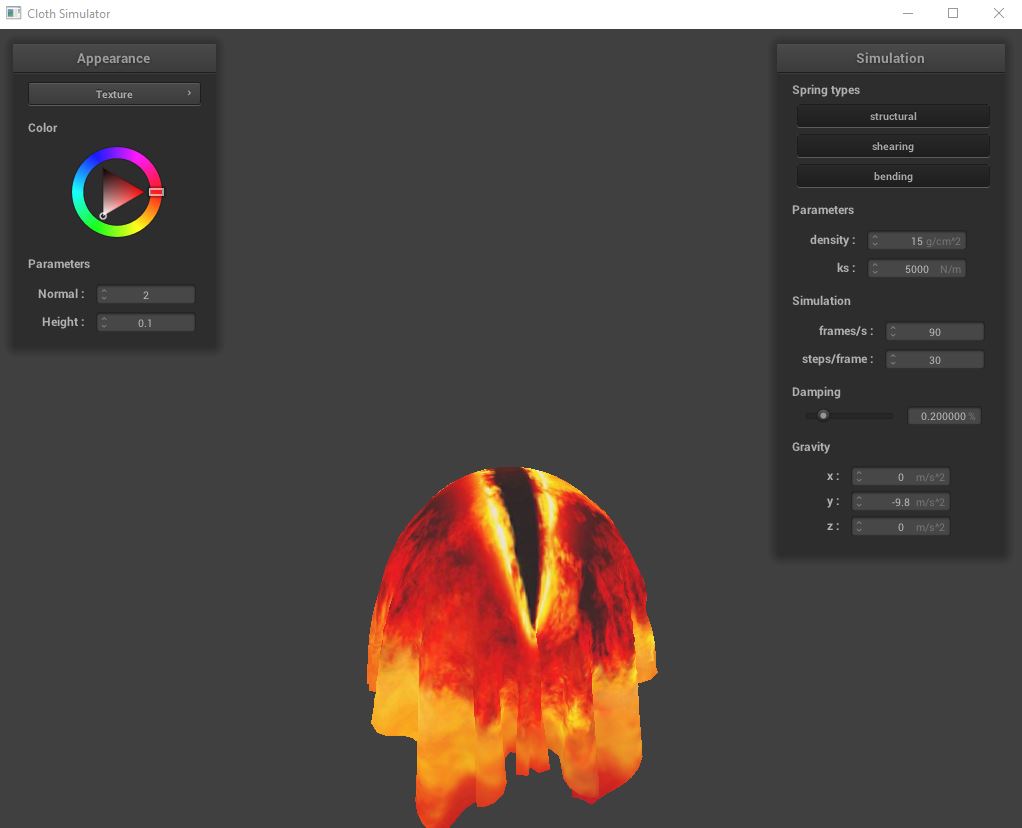 Cloth Simulator
Appearance
Texture
Color
Parameters
Normal : 2
Height : 0.1
Simulation
Spring types
structural
shearing
bending
Parameters
density : 15 g/cm^2
ks : 5000 N/m
Simulation
frames/s : 90
steps/frame : 30
Damping
0.200000 %
Gravity
x : 0 m/s^2
y : -9.8 m/s^2
z : 0 m/s^2